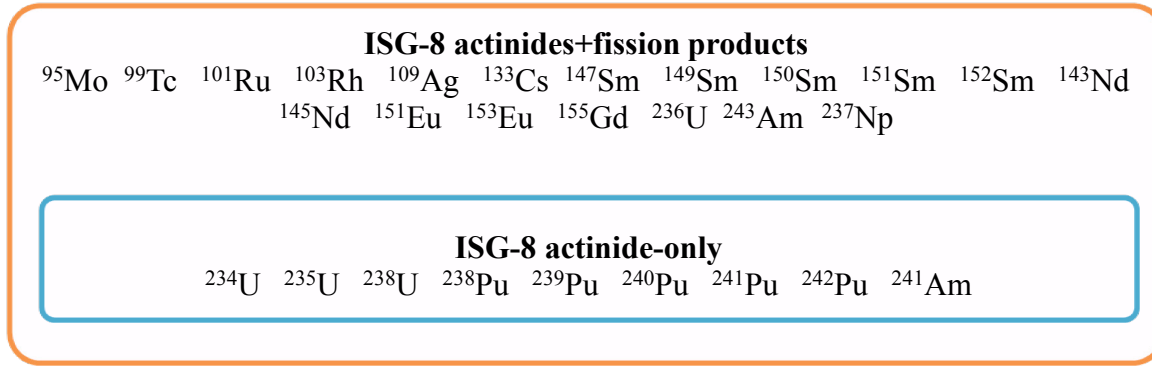 ISG-8 actinides+fission products
⁹⁵Mo ⁹⁹Tc ¹⁰¹Ru ¹⁰³Rh ¹⁰⁹Ag ¹³³Cs ¹⁴⁷Sm ¹⁴⁹Sm ¹⁵⁰Sm ¹⁵¹Sm ¹⁵²Sm ¹⁴³Nd
¹⁴⁵Nd ¹⁵¹Eu ¹⁵³Eu ¹⁵⁵Gd ²³⁶U ²⁴³Am ²³⁷Np
ISG-8 actinide-only
²³⁴U ²³⁵U ²³⁸U ²³⁸Pu ²³⁹Pu ²⁴⁰Pu ²⁴¹Pu ²⁴²Pu ²⁴¹Am